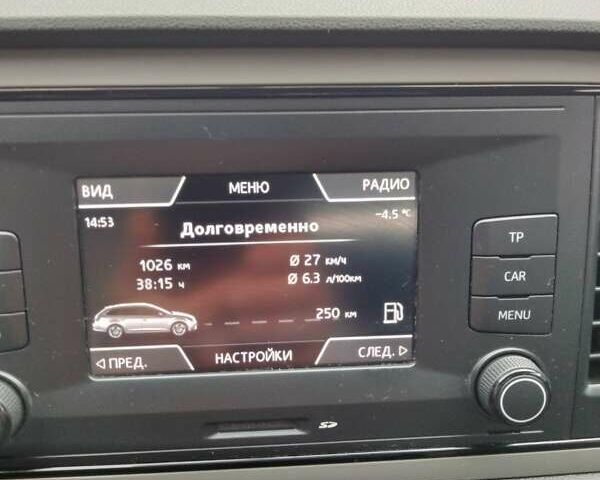 ВИД МЕНЮ РАДИО
14:53 -4.5 °C
Долговременно
1026 км Ø 27 км/ч
38:15 ч Ø 6.3 л/100км
250 км
ПРЕД. НАСТРОЙКИ СЛЕД.
TP
CAR
MENU
SD